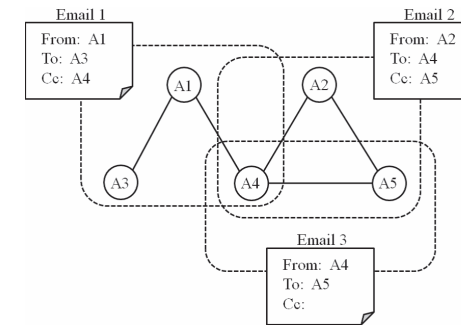 Email 1
From: A1
To: A3
Cc: A4
Email 2
From: A2
To: A4
Cc: A5
A1
A2
A3
A4
A5
Email 3
From: A4
To: A5
Cc: